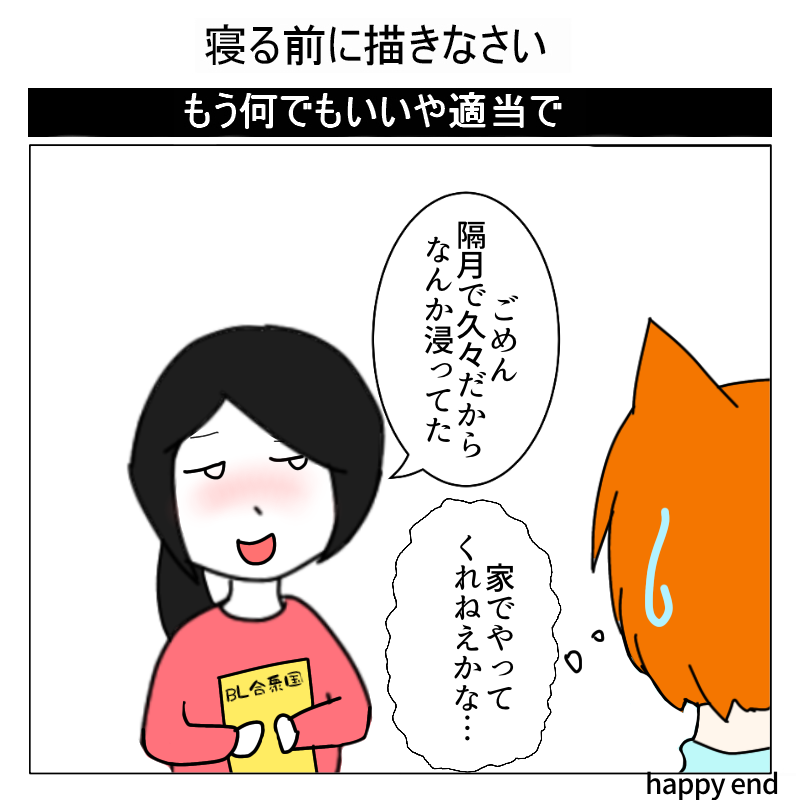 寝る前に描きなさい
もう何でもいいや適当で
ごめん
隔月で久々だから
なんか浸ってた
家でやって
くれねえかな…
BL合衆国
happy end